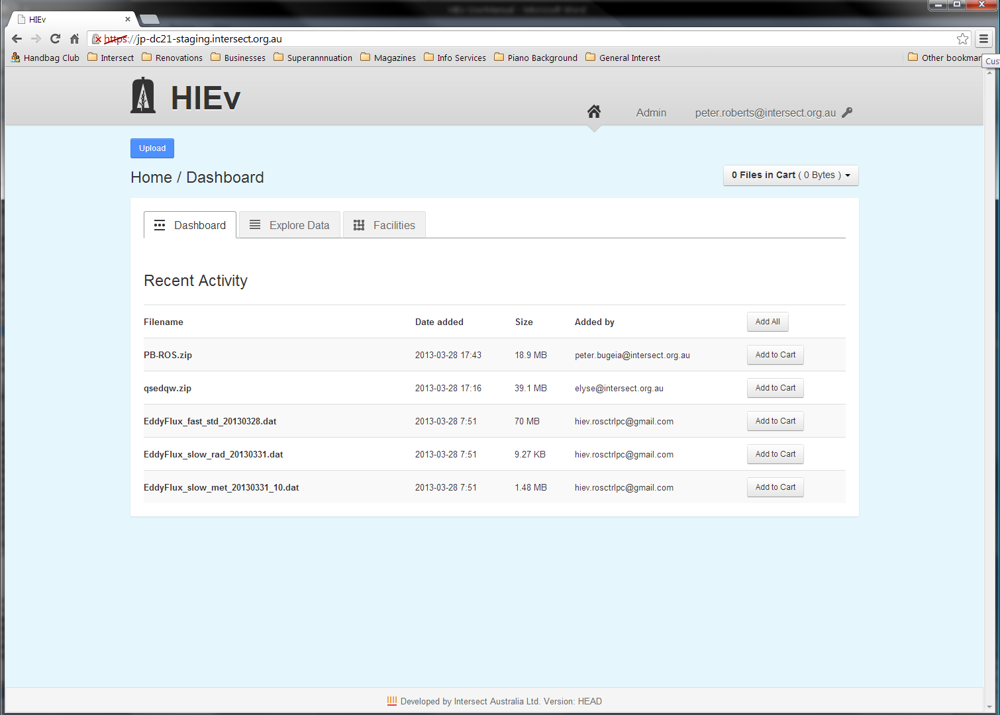 HIEv
https://jp-dc21-staging.intersect.org.au
Handbag Club Intersect Renovations Businesses Superannnuation Magazines Info Services Piano Background General Interest Other bookmar
Cus
HIEv
Admin peter.roberts@intersect.org.au
Upload
Home / Dashboard
0 Files in Cart ( 0 Bytes )
Dashboard Explore Data Facilities
Recent Activity
Filename Date added Size Added by Add All
PB-ROS.zip 2013-03-28 17:43 18.9 MB peter.bugeia@intersect.org.au Add to Cart
qsedqw.zip 2013-03-28 17:16 39.1 MB elyse@intersect.org.au Add to Cart
EddyFlux_fast_std_20130328.dat 2013-03-28 7:51 70 MB hiev.rosctrlpc@gmail.com Add to Cart
EddyFlux_slow_rad_20130331.dat 2013-03-28 7:51 9.27 KB hiev.rosctrlpc@gmail.com Add to Cart
EddyFlux_slow_met_20130331_10.dat 2013-03-28 7:51 1.48 MB hiev.rosctrlpc@gmail.com Add to Cart
Developed by Intersect Australia Ltd. Version: HEAD